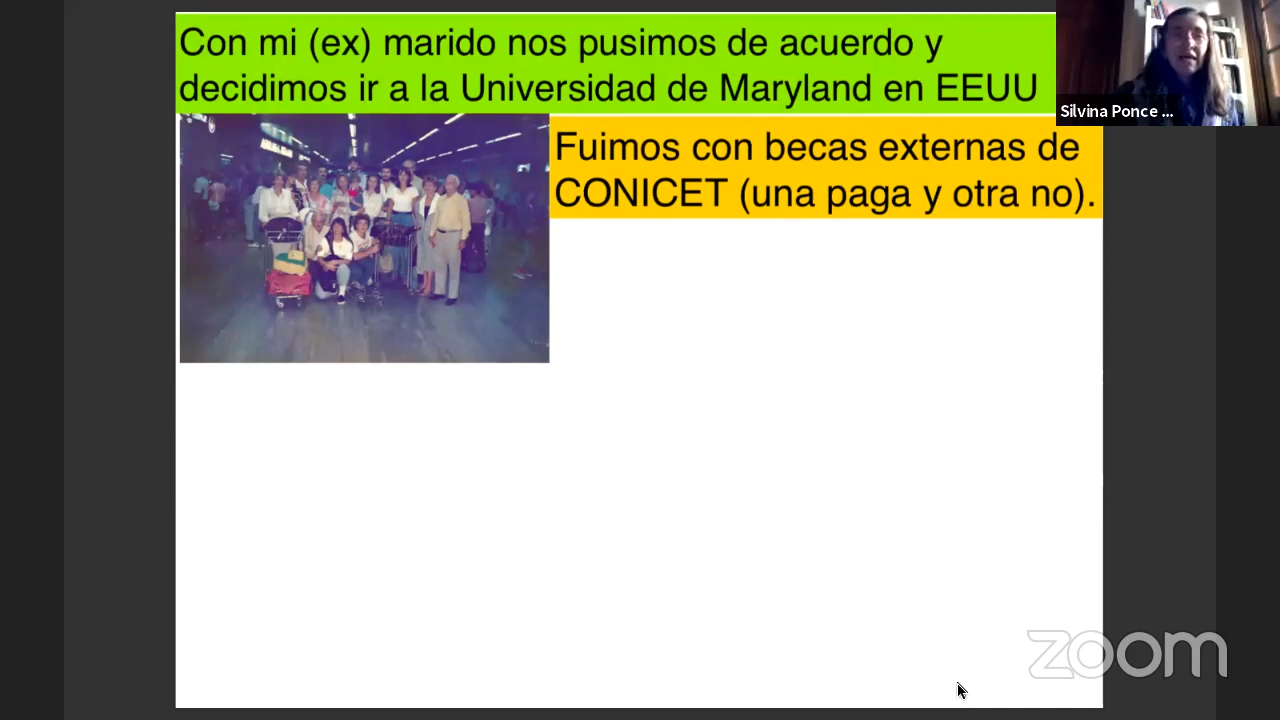 Con mi (ex) marido nos pusimos de acuerdo y
decidimos ir a la Universidad de Maryland en EEUU
Silvina Ponce ...
Fuimos con becas externas de
CONICET (una paga y otra no).
zoom